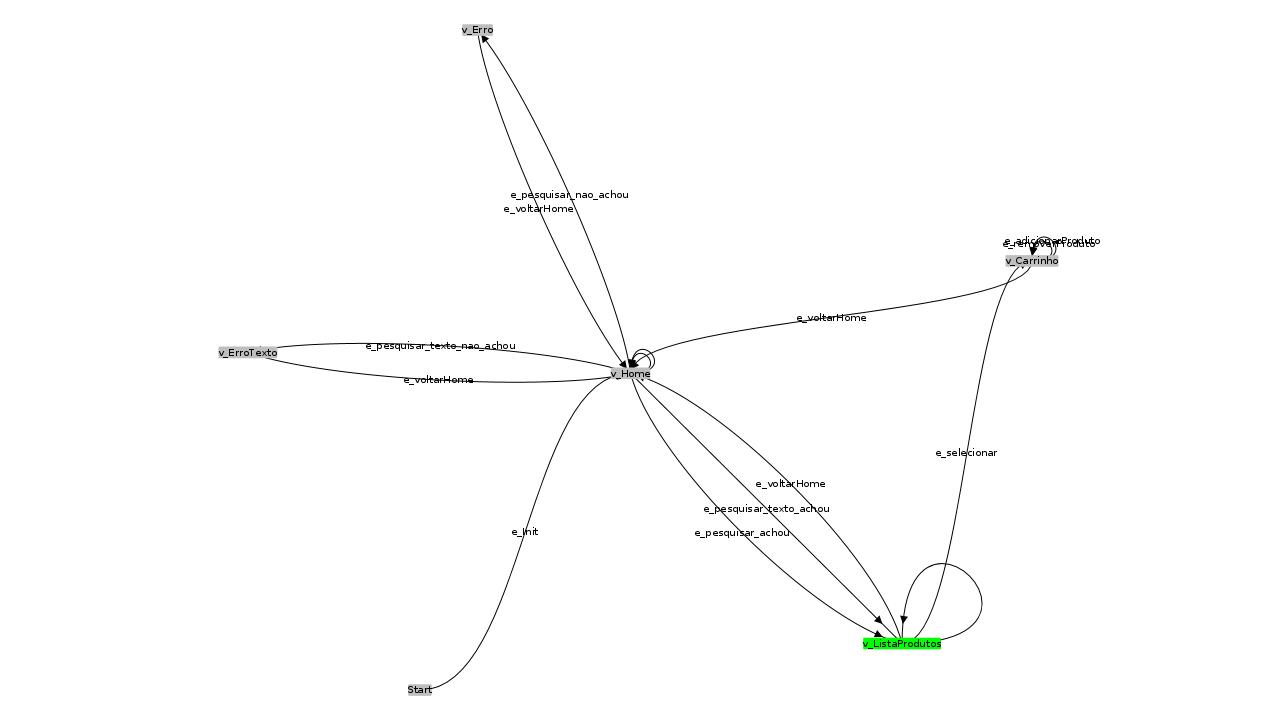 v_Erro
e_pesquisar_nao_achou
e_voltarHome
e_adicionarProduto
e_removerProduto
v_Carrinho
e_voltarHome
e_pesquisar_texto_nao_achou
v_ErroTexto
v_Home
e_voltarHome
e_selecionar
e_voltarHome
e_pesquisar_texto_achou
e_Init
e_pesquisar_achou
v_ListaProdutos
Start